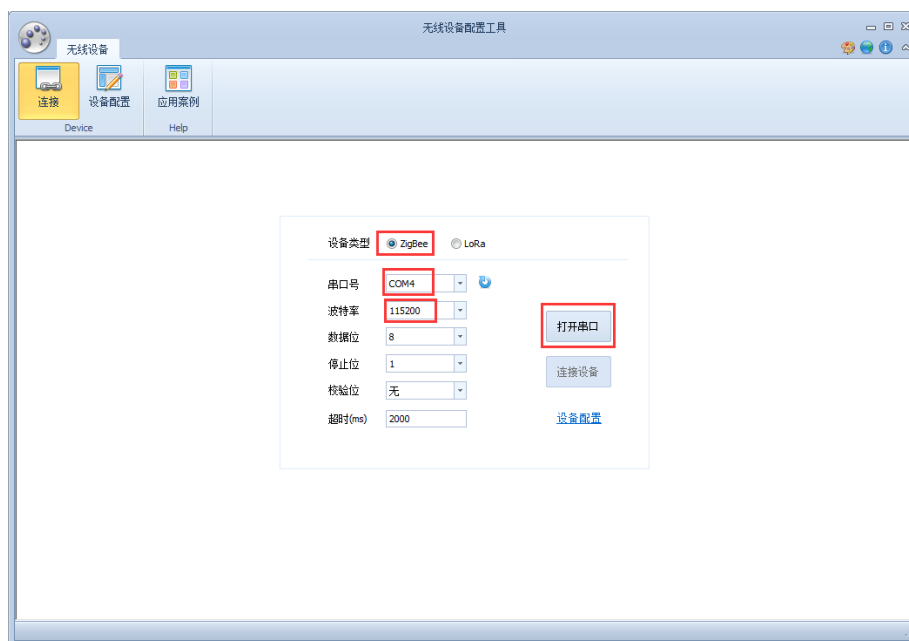 无线设备配置工具
无线设备
连接 设备配置 应用案例
Device Help
设备类型 ZigBee LoRa
串口号 COM4
波特率 115200
打开串口
数据位 8
停止位 1
连接设备
校验位 无
超时(ms) 2000
设备配置